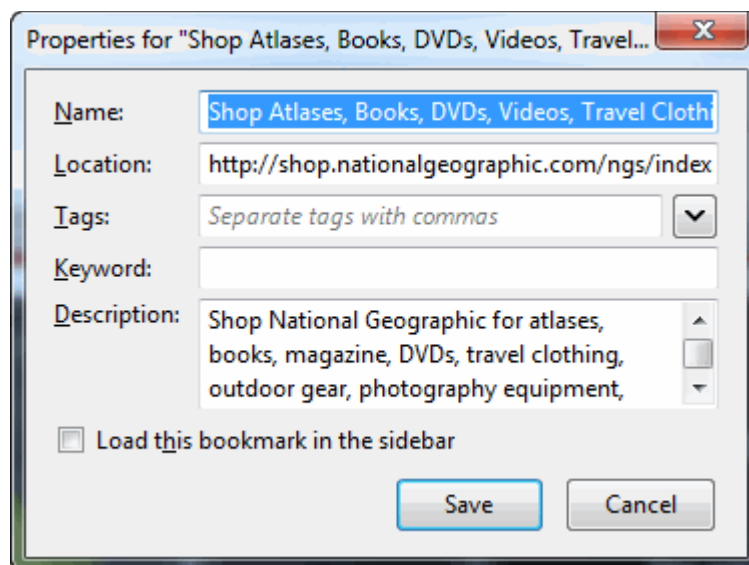 Properties for "Shop Atlases, Books, DVDs, Videos, Travel...
Name: Shop Atlases, Books, DVDs, Videos, Travel Clothi
Location: http://shop.nationalgeographic.com/ngs/index
Tags: Separate tags with commas
Keyword:
Description: Shop National Geographic for atlases,
books, magazine, DVDs, travel clothing,
outdoor gear, photography equipment,
Load this bookmark in the sidebar
Save Cancel